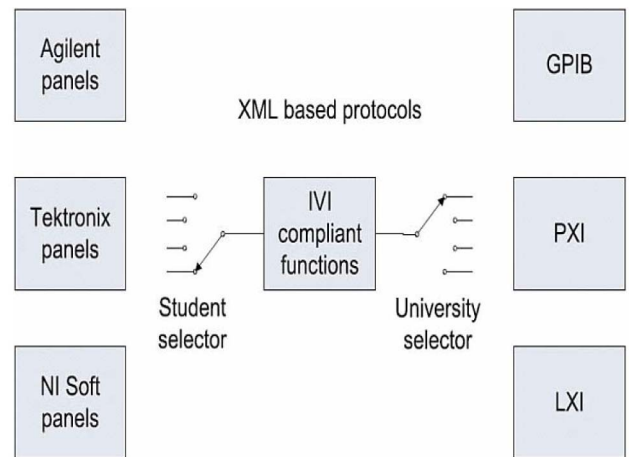 Agilent
panels
GPIB
XML based protocols
Tektronix
panels
IVI
compliant
functions
PXI
Student
selector
University
selector
NI Soft
panels
LXI